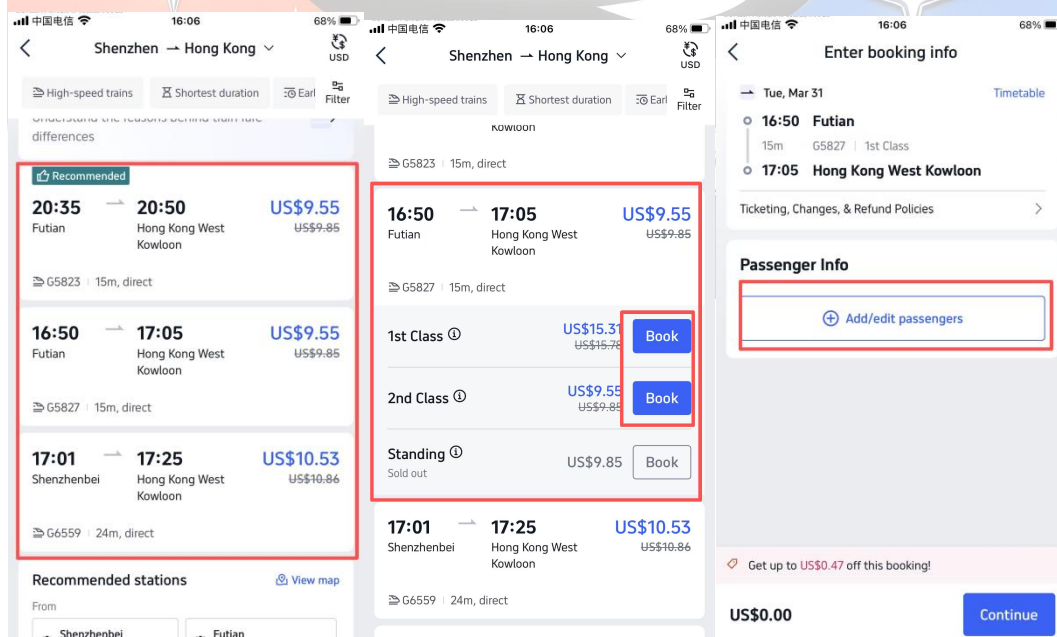 中国电信
16:06
68%
Shenzhen → Hong Kong
USD
High-speed trains
Shortest duration
Earl
Filter
Understand the reasons behind train fare
differences
Recommended
20:35 → 20:50 US$9.55
Futian Hong Kong West US$9.85
Kowloon
G5823 15m, direct
16:50 → 17:05 US$9.55
Futian Hong Kong West US$9.85
Kowloon
G5827 15m, direct
17:01 → 17:25 US$10.53
Shenzhenbei Hong Kong West US$10.86
Kowloon
G6559 24m, direct
Recommended stations View map
From
Shenzhenbei Futian
中国电信
16:06
68%
Shenzhen → Hong Kong
USD
High-speed trains
Shortest duration
Earl
Filter
Kowloon
G5823 15m, direct
16:50 → 17:05 US$9.55
Futian Hong Kong West US$9.85
Kowloon
G5827 15m, direct
1st Class US$15.31 Book
US$15.78
2nd Class US$9.55 Book
US$9.85
Standing US$9.85 Book
Sold out
17:01 → 17:25 US$10.53
Shenzhenbei Hong Kong West US$10.86
Kowloon
G6559 24m, direct
中国电信
16:06
68%
Enter booking info
Tue, Mar 31 Timetable
16:50 Futian
15m G5827 1st Class
17:05 Hong Kong West Kowloon
Ticketing, Changes, & Refund Policies
Passenger Info
Add/edit passengers
Get up to US$0.47 off this booking!
US$0.00 Continue